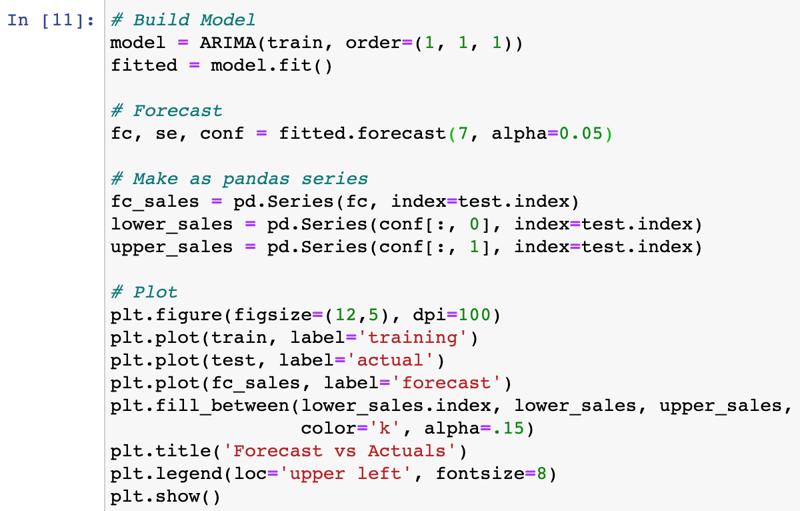 In [11]: # Build Model
model = ARIMA(train, order=(1, 1, 1))
fitted = model.fit()

# Forecast
fc, se, conf = fitted.forecast(7, alpha=0.05)

# Make as pandas series
fc_sales = pd.Series(fc, index=test.index)
lower_sales = pd.Series(conf[:, 0], index=test.index)
upper_sales = pd.Series(conf[:, 1], index=test.index)

# Plot
plt.figure(figsize=(12,5), dpi=100)
plt.plot(train, label='training')
plt.plot(test, label='actual')
plt.plot(fc_sales, label='forecast')
plt.fill_between(lower_sales.index, lower_sales, upper_sales,
                 color='k', alpha=.15)
plt.title('Forecast vs Actuals')
plt.legend(loc='upper left', fontsize=8)
plt.show()